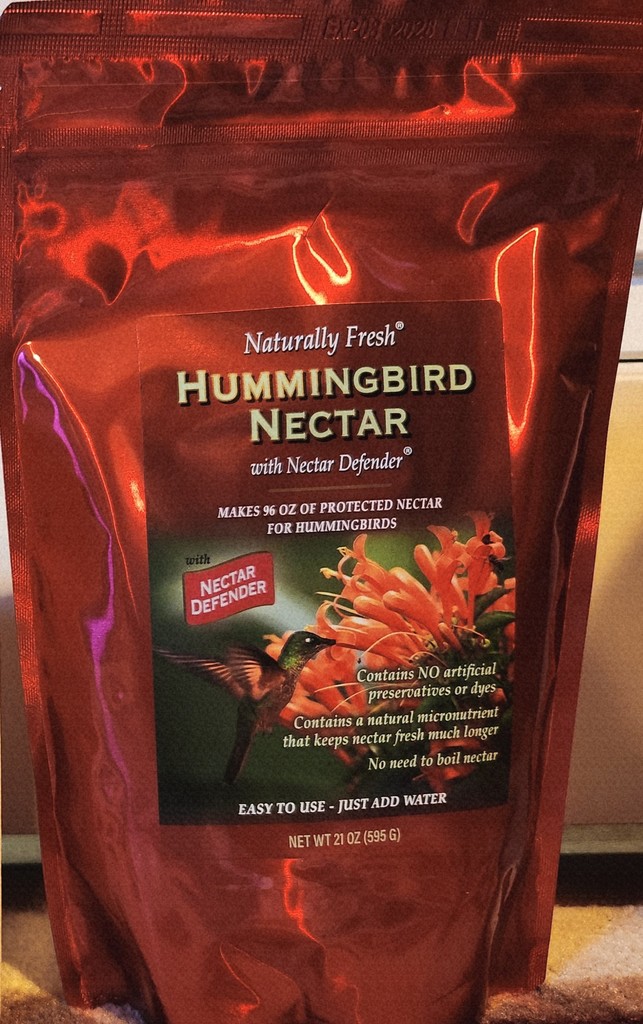 Naturally Fresh®
HUMMINGBIRD
NECTAR
with Nectar Defender®
MAKES 96 OZ OF PROTECTED NECTAR
FOR HUMMINGBIRDS
with
NECTAR
DEFENDER
Contains NO artificial
preservatives or dyes
Contains a natural micronutrient
that keeps nectar fresh much longer
No need to boil nectar
EASY TO USE - JUST ADD WATER
NET WT 21 OZ (595 G)